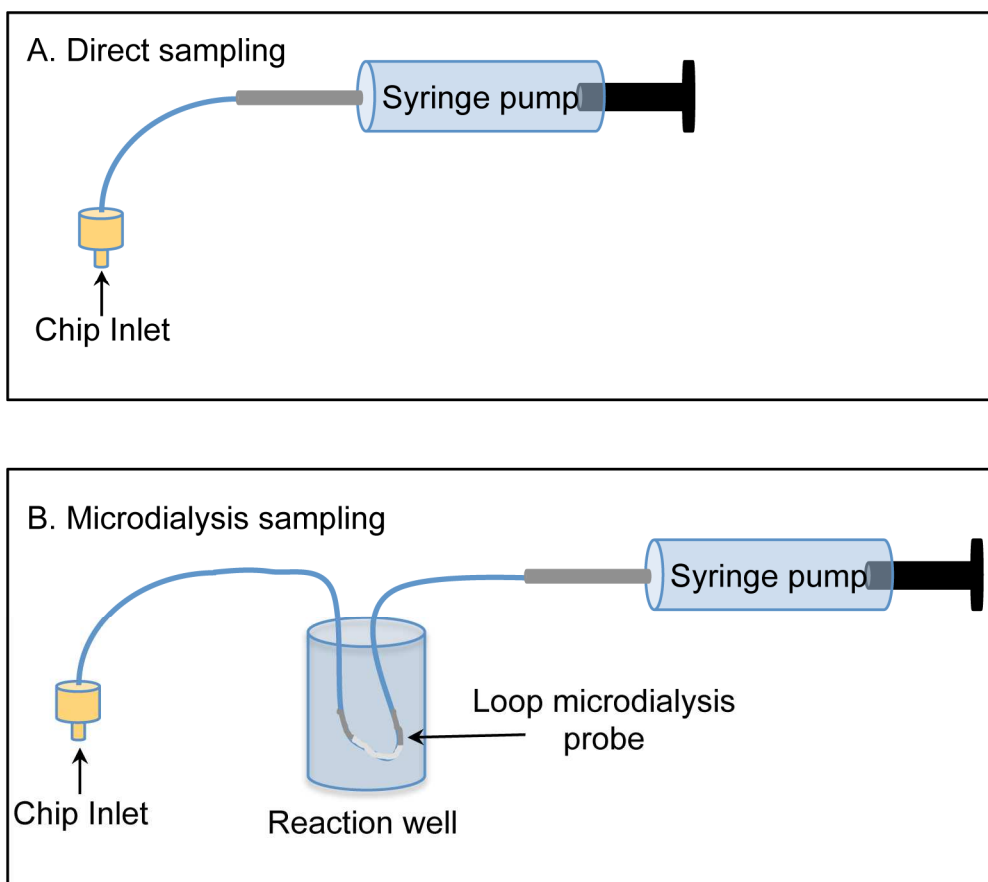 A. Direct sampling
Syringe pump
Chip Inlet
B. Microdialysis sampling
Syringe pump
Loop microdialysis
probe
Chip Inlet
Reaction well